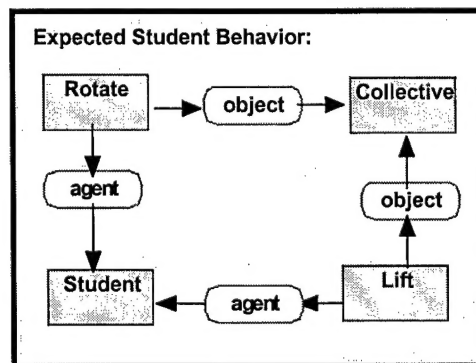 Expected Student Behavior:
Rotate
object
Collective
agent
object
Student
agent
Lift